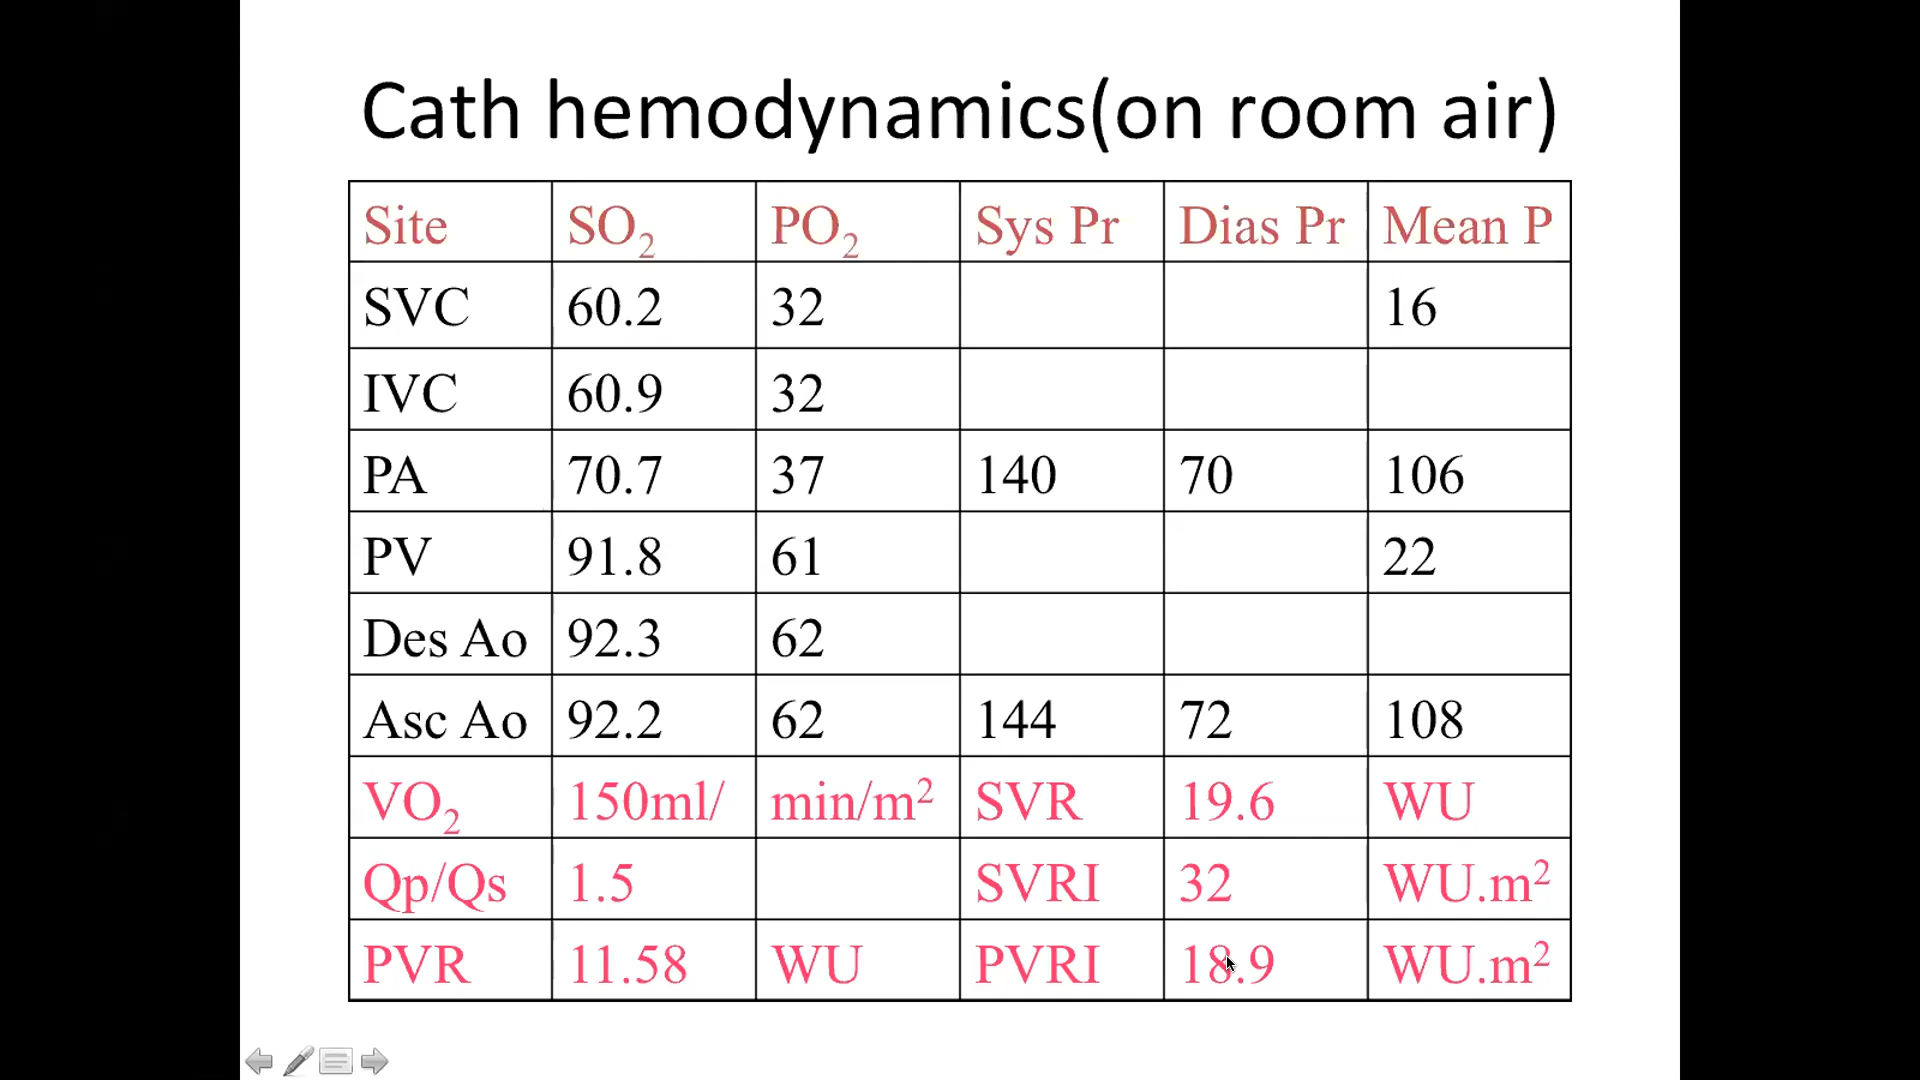 Cath hemodynamics(on room air)
Site SO₂ PO₂ Sys Pr Dias Pr Mean P
SVC 60.2 32 16
IVC 60.9 32
PA 70.7 37 140 70 106
PV 91.8 61 22
Des Ao 92.3 62
Asc Ao 92.2 62 144 72 108
VO₂ 150ml/ min/m² SVR 19.6 WU
Qp/Qs 1.5 SVRI 32 WU.m²
PVR 11.58 WU PVRI 18.9 WU.m²